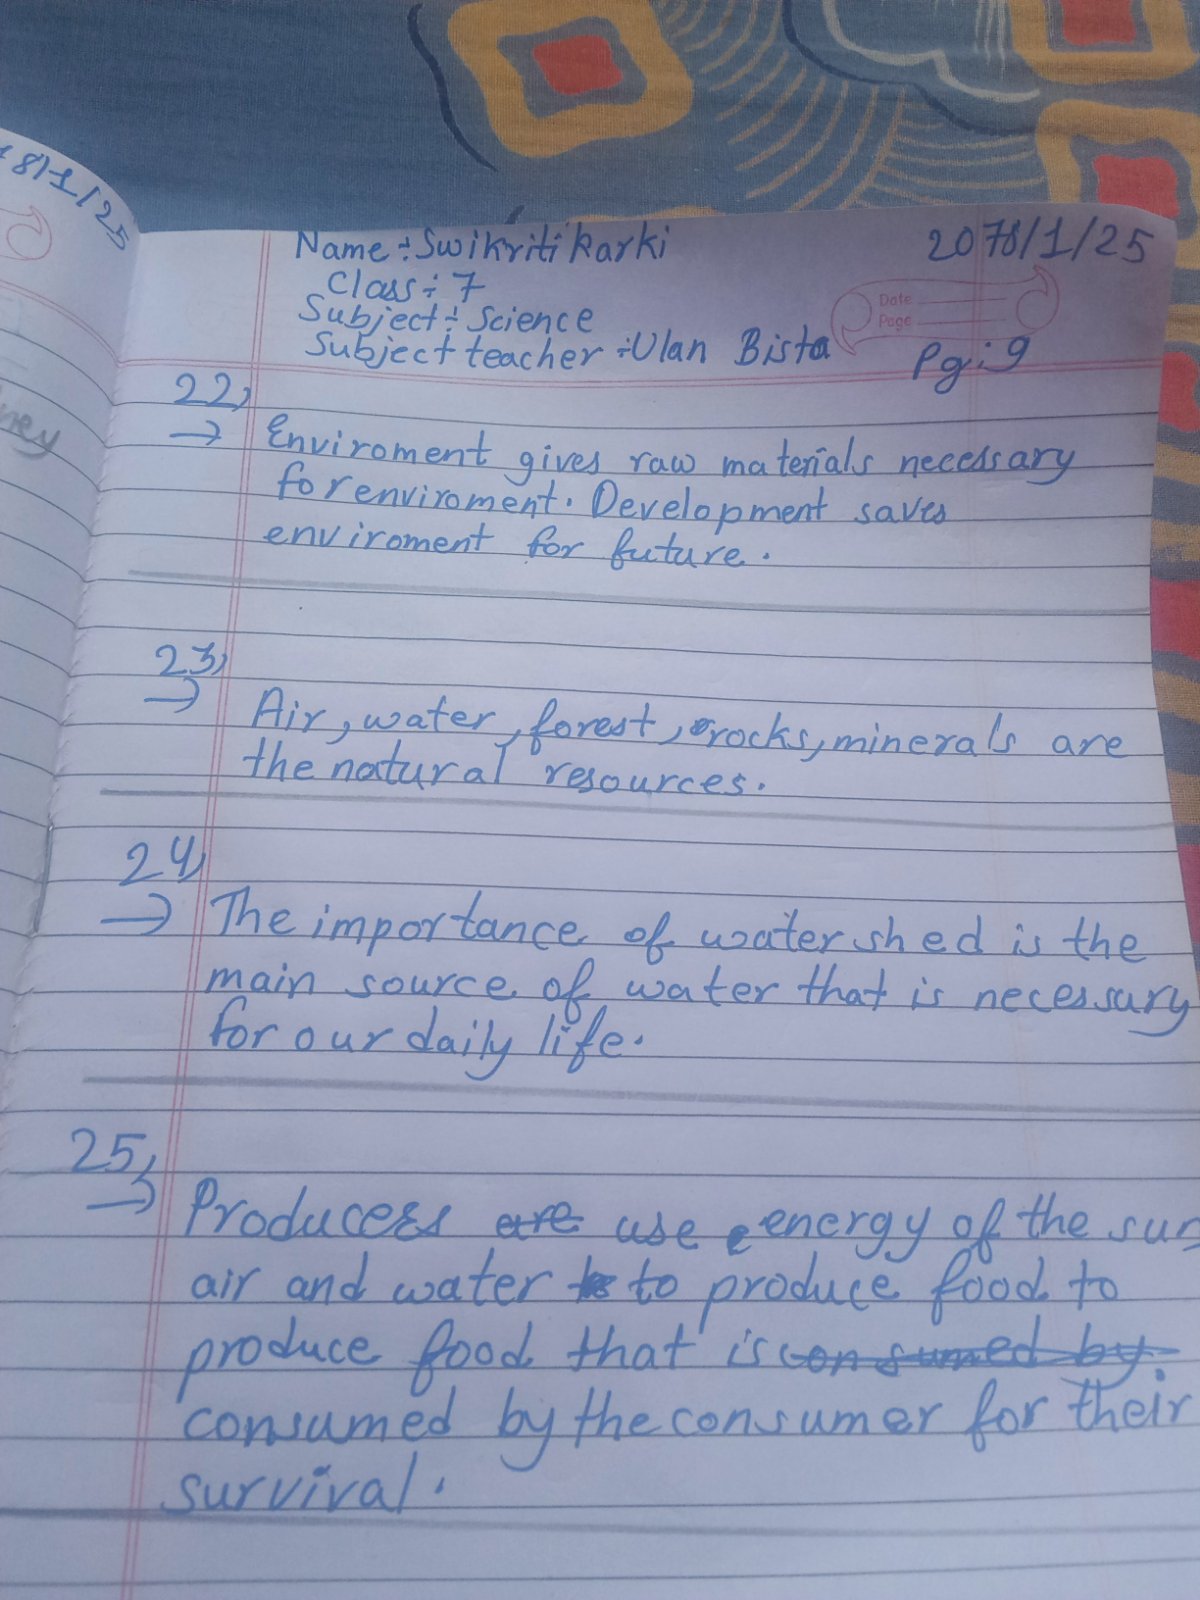 8/1/25
ney
Name :- Swikriti Karki
2078/1/25
Class :- 7
Date
Subject :- Science
Page
Subject teacher :- Ulan Bista
Pg:9
22,
→ Enviroment gives raw materials necessary
for enviroment. Development saves
enviroment for future.
23,
→ Air, water, forest, rocks, minerals are
the natural resources.
24,
→ The importance of water shed is the
main source of water that is necessary
for our daily life.
25,
→ Producers are use energy of the sun
air and water to produce food to
produce food that is consumed by
consumed by the consumer for their
survival.